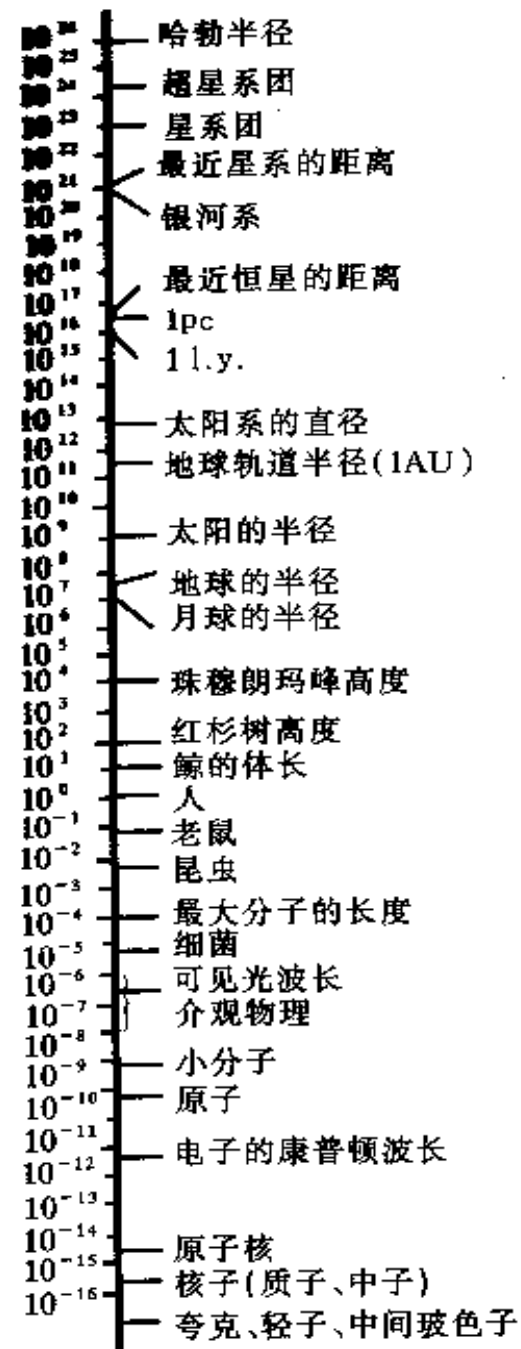 10²⁶ 哈勃半径
10²⁵
10²⁴ 超星系团
10²³ 星系团
10²² 最近星系的距离
10²¹
10²⁰ 银河系
10¹⁹
10¹⁸ 最近恒星的距离
10¹⁷
10¹⁶ 1pc
10¹⁵ 1 l.y.
10¹⁴
10¹³ 太阳系的直径
10¹²
10¹¹ 地球轨道半径(1AU)
10¹⁰
10⁹ 太阳的半径
10⁸
10⁷ 地球的半径
10⁶ 月球的半径
10⁵
10⁴ 珠穆朗玛峰高度
10³
10² 红杉树高度
10¹ 鲸的体长
10⁰ 人
10⁻¹ 老鼠
10⁻² 昆虫
10⁻³
10⁻⁴ 最大分子的长度
10⁻⁵ 细菌
10⁻⁶ 可见光波长
10⁻⁷ 介观物理
10⁻⁸
10⁻⁹ 小分子
10⁻¹⁰ 原子
10⁻¹¹
10⁻¹² 电子的康普顿波长
10⁻¹³
10⁻¹⁴ 原子核
10⁻¹⁵ 核子(质子、中子)
10⁻¹⁶
夸克、轻子、中间玻色子